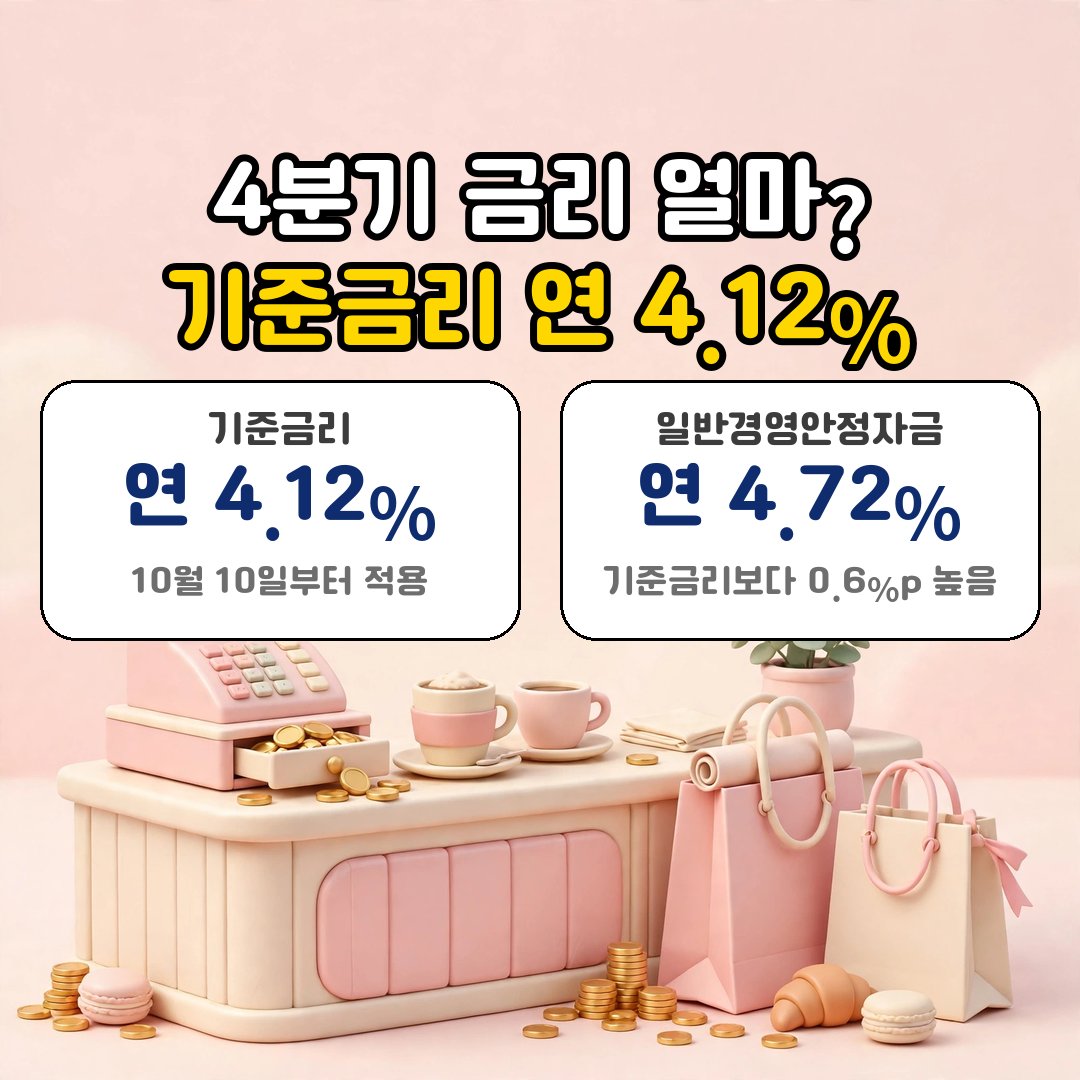 4분기 금리 얼마?
기준금리 연 4.12%
기준금리
연 4.12%
10월 10일부터 적용
일반경영안정자금
연 4.72%
기준금리보다 0.6%p 높음